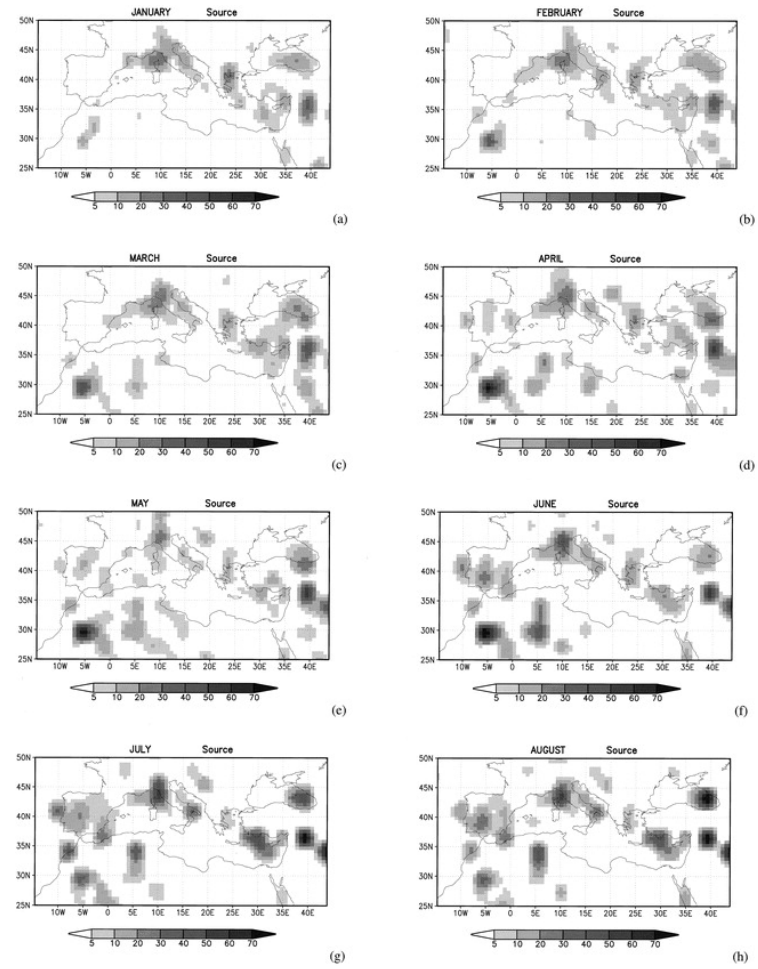 JANUARY Source FEBRUARY Source
50N 50N
45N 45N
40N 40N
35N 35N
30N 30N
25N 25N
10W 5W 0 5E 10E 15E 20E 25E 30E 35E 40E 10W 5W 0 5E 10E 15E 20E 25E 30E 35E 40E
5 10 20 30 40 50 60 70 5 10 20 30 40 50 60 70
(a) (b)
MARCH Source APRIL Source
50N 50N
45N 45N
40N 40N
35N 35N
30N 30N
25N 25N
10W 5W 0 5E 10E 15E 20E 25E 30E 35E 40E 10W 5W 0 5E 10E 15E 20E 25E 30E 35E 40E
5 10 20 30 40 50 60 70 5 10 20 30 40 50 60 70
(c) (d)
MAY Source JUNE Source
50N 50N
45N 45N
40N 40N
35N 35N
30N 30N
25N 25N
10W 5W 0 5E 10E 15E 20E 25E 30E 35E 40E 10W 5W 0 5E 10E 15E 20E 25E 30E 35E 40E
5 10 20 30 40 50 60 70 5 10 20 30 40 50 60 70
(e) (f)
JULY Source AUGUST Source
50N 50N
45N 45N
40N 40N
35N 35N
30N 30N
25N 25N
10W 5W 0 5E 10E 15E 20E 25E 30E 35E 40E 10W 5W 0 5E 10E 15E 20E 25E 30E 35E 40E
5 10 20 30 40 50 60 70 5 10 20 30 40 50 60 70
(g) (h)